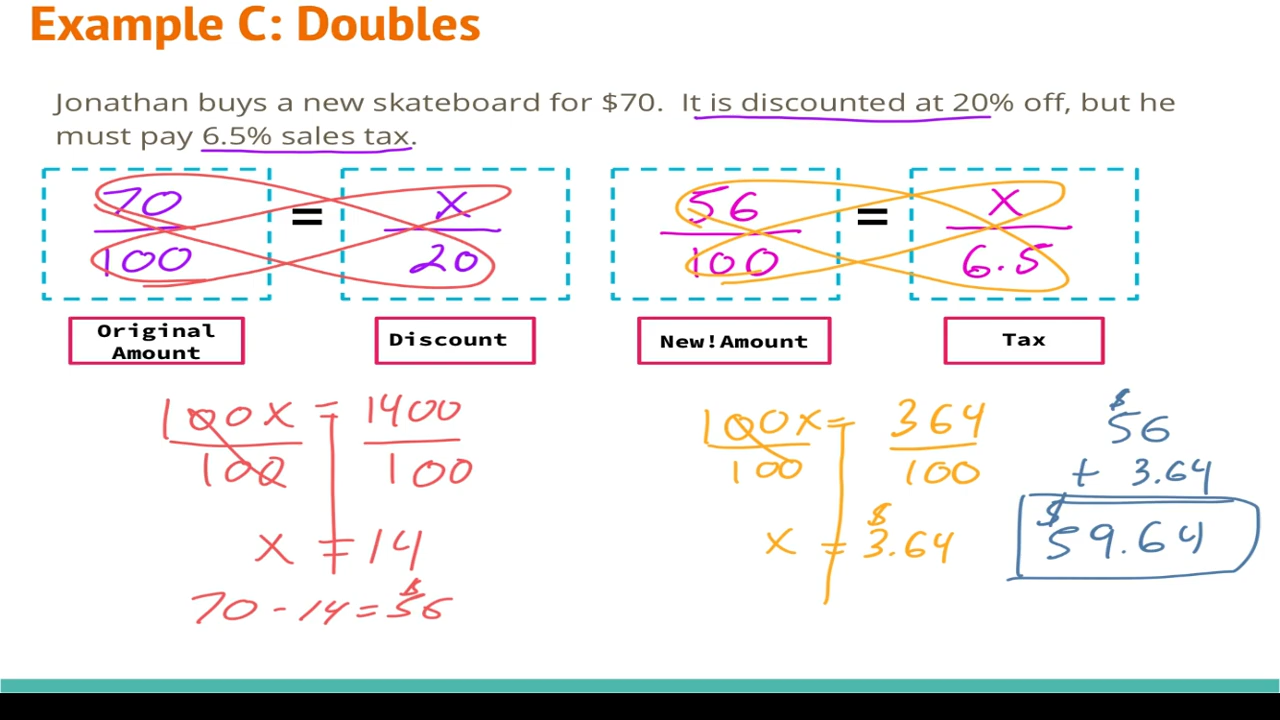 Example C: Doubles
Jonathan buys a new skateboard for $70. It is discounted at 20% off, but he
must pay 6.5% sales tax.
70 = X 56 = X
100 20 100 6.5
Original
Amount
Discount
New!Amount
Tax
100X = 1400
100 100
X = 14
70 - 14 = $56
100X = 364
100 100
X = $3.64
$56
+ 3.64
$59.64